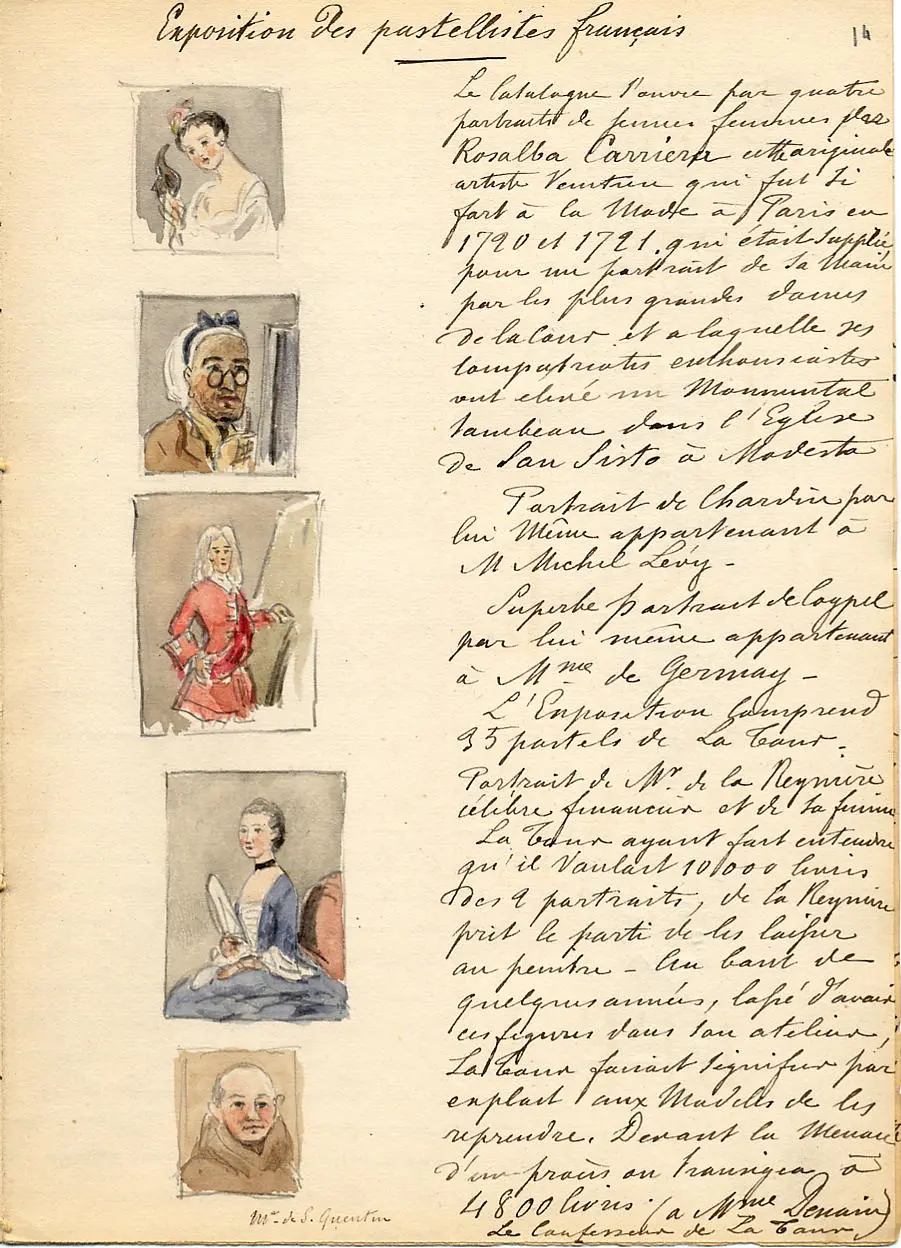 Exposition des pastellistes français
14
Le Catalogue s'ouvre par quatre
portraits de jeunes femmes par
Rosalba Carriera cette originale
artiste Venitien qui fut si
fort à la Mode à Paris en
1720 et 1721, qui était supplié
pour un portrait de sa Main
par les plus grandes dames
de la Cour et a laquelle ses
compatriotes enthousiastes
ont elevé un Monumental
tombeau dans l'Eglise
de San Sisto à Modesta
Portrait de Chardin par
lui Même appartenant à
M Michel Lévy -
Superbe portrait de Coypel
par lui même appartenant
à Mme de Germay -
L'Exposition Comprend
35 pastels de La Tour -
Portrait de Mr. de la Reynière
célèbre financier et de sa femme
La Tour ayant fait entendre
qu'il Voulait 10,000 livres
des 2 portraits, de la Reynière
prit le parti de les laisser
au peintre - Au bout de
quelques années, lassé d'avoir
ces figures dans son atelier,
La Tour faisait signifier par
exploit aux Modèles de les
reprendre. Devant la Menace
d'un procès on transigea à
4800 livres. (a Mme Denain)
Le Confesseur de La Tour
Mr. de S. Quentin